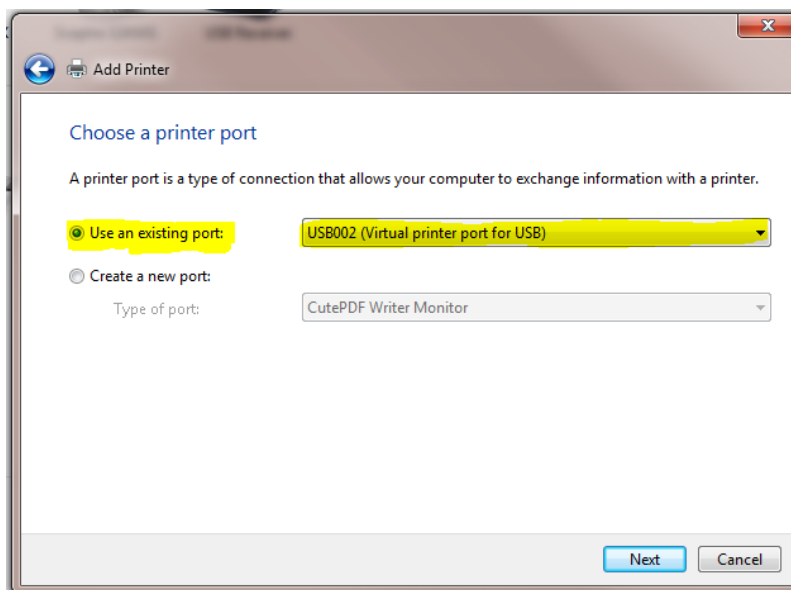 Add Printer
Choose a printer port
A printer port is a type of connection that allows your computer to exchange information with a printer.
Use an existing port: USB002 (Virtual printer port for USB)
Create a new port:
Type of port: CutePDF Writer Monitor
Next Cancel